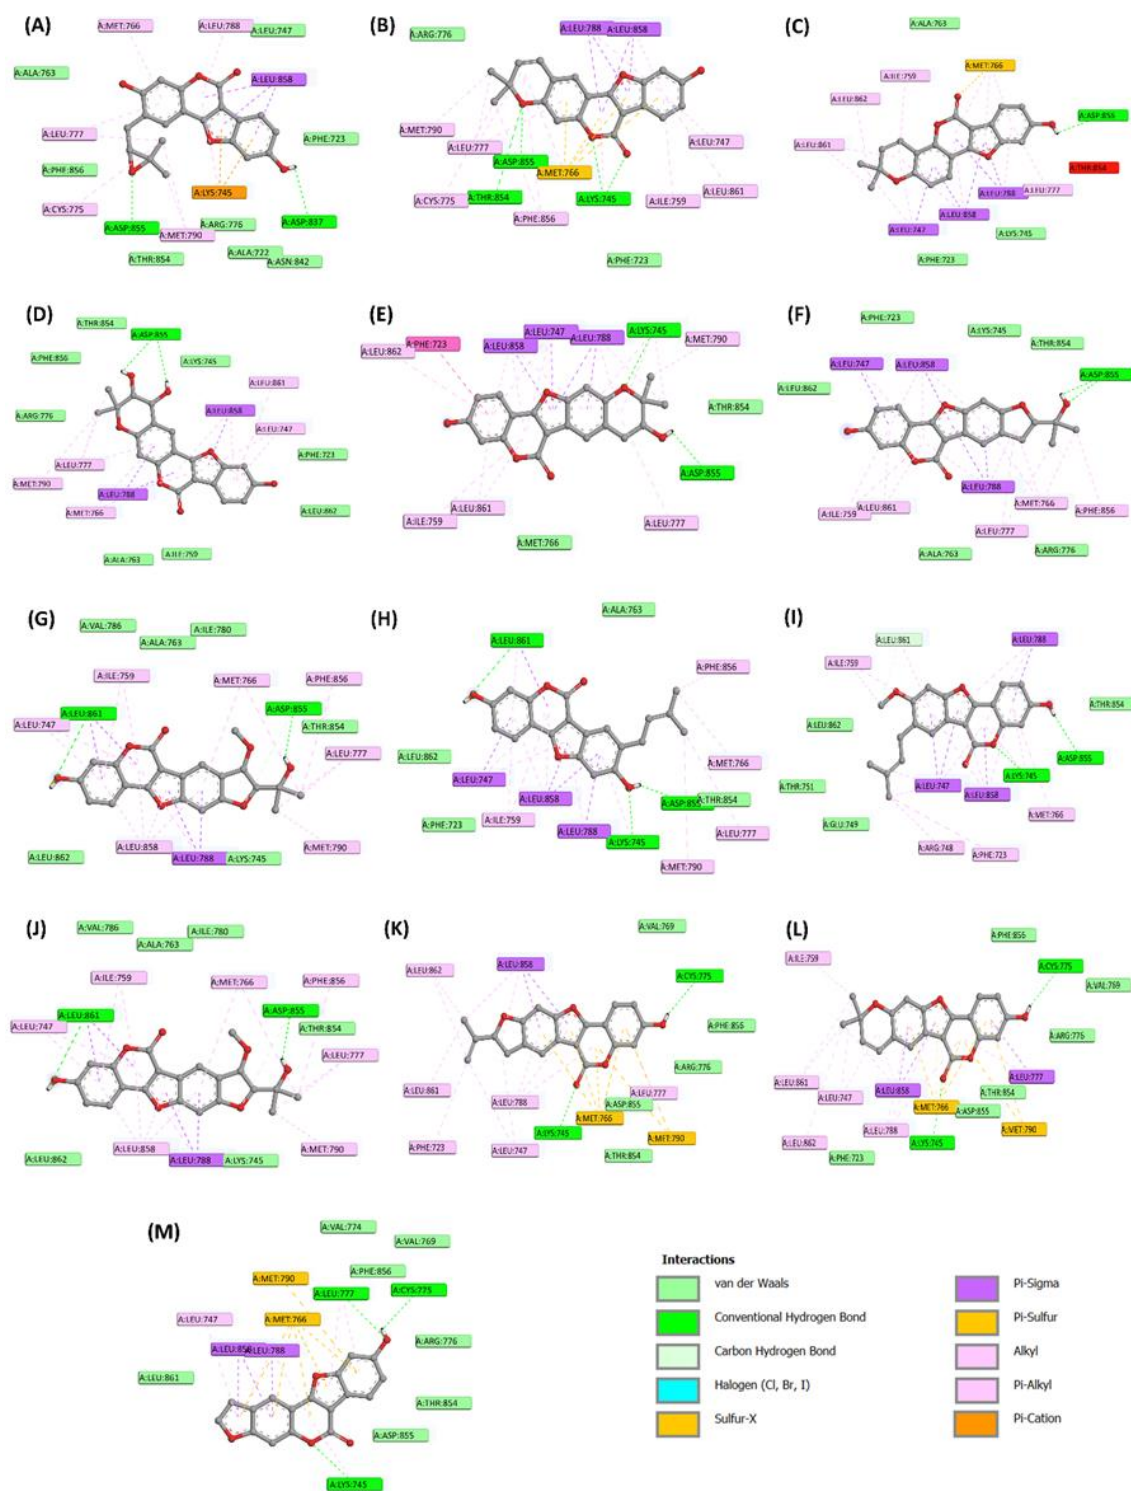 (A)
A:MET:766
A:LEU:788
A:LEU:747
A:ALA:763
A:LEU:858
A:LEU:777
A:PHE:723
A:PHE:856
A:LYS:745
A:CYS:775
A:ARG:776
A:ASP:837
A:ASP:855
A:MET:790
A:THR:854
A:ALA:722
A:ASN:842
(B)
A:ARG:776
A:LEU:788
A:LEU:858
A:MET:790
A:LEU:777
A:LEU:747
A:ASP:855
A:MET:766
A:CYS:775
A:THR:854
A:LYS:745
A:ILE:759
A:LEU:861
A:PHE:856
A:PHE:723
(C)
A:ALA:763
A:ILE:759
A:MET:766
A:LEU:862
A:ASP:855
A:LEU:861
A:THR:854
A:LEU:788
A:LEU:777
A:LEU:858
A:LEU:747
A:LYS:745
A:PHE:723
(D)
A:THR:854
A:ASP:855
A:PHE:856
A:LYS:745
A:LEU:861
A:ARG:776
A:LEU:858
A:LEU:747
A:LEU:777
A:PHE:723
A:MET:790
A:LEU:788
A:MET:766
A:LEU:862
A:ALA:763
A:ILE:759
(E)
A:LEU:747
A:LYS:745
A:LEU:862
A:PHE:723
A:LEU:858
A:LEU:788
A:MET:790
A:THR:854
A:ASP:855
A:ILE:759
A:LEU:861
A:LEU:777
A:MET:766
(F)
A:PHE:723
A:LYS:745
A:THR:854
A:LEU:747
A:LEU:858
A:ASP:855
A:LEU:862
A:LEU:788
A:ILE:759
A:LEU:861
A:MET:766
A:PHE:856
A:LEU:777
A:ALA:763
A:ARG:776
(G)
A:VAL:786
A:ILE:780
A:ALA:763
A:ILE:759
A:MET:766
A:PHE:856
A:LEU:861
A:ASP:855
A:LEU:747
A:THR:854
A:LEU:777
A:LEU:862
A:LEU:858
A:LEU:788
A:LYS:745
A:MET:790
(H)
A:ALA:763
A:LEU:861
A:PHE:856
A:LEU:862
A:MET:766
A:LEU:747
A:LEU:858
A:ASP:855
A:THR:854
A:PHE:723
A:ILE:759
A:LEU:788
A:LYS:745
A:LEU:777
A:MET:790
(I)
A:LEU:861
A:LEU:788
A:ILE:759
A:THR:854
A:LEU:862
A:ASP:855
A:LYS:745
A:THR:751
A:LEU:747
A:LEU:858
A:MET:766
A:GLU:749
A:ARG:748
A:PHE:723
(J)
A:VAL:786
A:ILE:780
A:ALA:763
A:ILE:759
A:MET:766
A:PHE:856
A:LEU:861
A:ASP:855
A:LEU:747
A:THR:854
A:LEU:777
A:LEU:862
A:LEU:858
A:LEU:788
A:LYS:745
A:MET:790
(K)
A:VAL:769
A:LEU:862
A:LEU:858
A:CYS:775
A:PHE:856
A:ARG:776
A:LEU:861
A:LEU:788
A:LEU:777
A:ASP:855
A:MET:766
A:LYS:745
A:MET:790
A:PHE:723
A:LEU:747
A:THR:854
(L)
A:PHE:856
A:ILE:759
A:CYS:775
A:VAL:769
A:ARG:776
A:LEU:777
A:LEU:861
A:LEU:747
A:LEU:858
A:THR:854
A:MET:766
A:ASP:855
A:MET:790
A:LEU:862
A:LEU:788
A:LYS:745
A:PHE:723
(M)
A:VAL:774
A:VAL:769
A:MET:790
A:PHE:856
A:LEU:777
A:CYS:775
A:LEU:747
A:MET:766
A:LEU:858
A:LEU:788
A:ARG:776
A:LEU:861
A:THR:854
A:ASP:855
A:LYS:745
Interactions
van der Waals
Conventional Hydrogen Bond
Carbon Hydrogen Bond
Halogen (Cl, Br, I)
Sulfur-X
Pi-Sigma
Pi-Sulfur
Alkyl
Pi-Alkyl
Pi-Cation